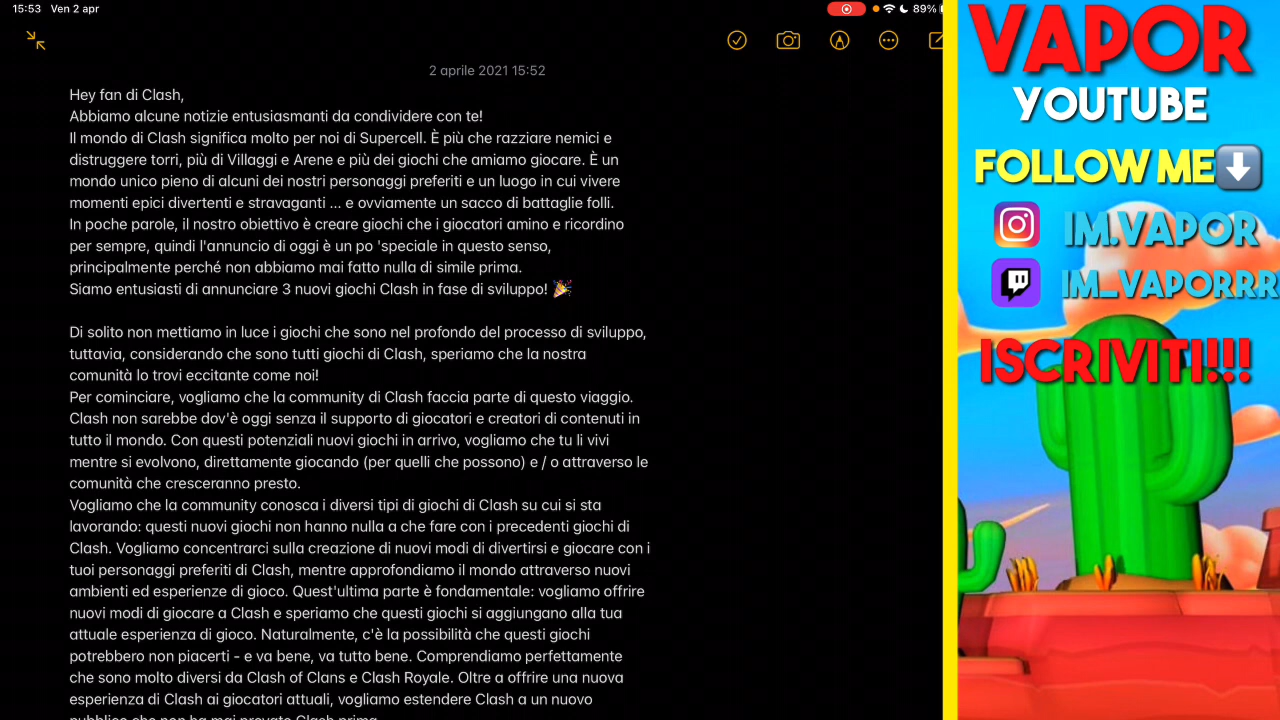 15:53 Ven 2 apr
89%
2 aprile 2021 15:52
Hey fan di Clash,
Abbiamo alcune notizie entusiasmanti da condividere con te!
Il mondo di Clash significa molto per noi di Supercell. È più che razziare nemici e
distruggere torri, più di Villaggi e Arene e più dei giochi che amiamo giocare. È un
mondo unico pieno di alcuni dei nostri personaggi preferiti e un luogo in cui vivere
momenti epici divertenti e stravaganti ... e ovviamente un sacco di battaglie folli.
In poche parole, il nostro obiettivo è creare giochi che i giocatori amino e ricordino
per sempre, quindi l'annuncio di oggi è un po 'speciale in questo senso,
principalmente perché non abbiamo mai fatto nulla di simile prima.
Siamo entusiasti di annunciare 3 nuovi giochi Clash in fase di sviluppo! 🎉
Di solito non mettiamo in luce i giochi che sono nel profondo del processo di sviluppo,
tuttavia, considerando che sono tutti giochi di Clash, speriamo che la nostra
comunità lo trovi eccitante come noi!
Per cominciare, vogliamo che la community di Clash faccia parte di questo viaggio.
Clash non sarebbe dov'è oggi senza il supporto di giocatori e creatori di contenuti in
tutto il mondo. Con questi potenziali nuovi giochi in arrivo, vogliamo che tu li vivi
mentre si evolvono, direttamente giocando (per quelli che possono) e / o attraverso le
comunità che cresceranno presto.
Vogliamo che la community conosca i diversi tipi di giochi di Clash su cui si sta
lavorando: questi nuovi giochi non hanno nulla a che fare con i precedenti giochi di
Clash. Vogliamo concentrarci sulla creazione di nuovi modi di divertirsi e giocare con i
tuoi personaggi preferiti di Clash, mentre approfondiamo il mondo attraverso nuovi
ambienti ed esperienze di gioco. Quest'ultima parte è fondamentale: vogliamo offrire
nuovi modi di giocare a Clash e speriamo che questi giochi si aggiungano alla tua
attuale esperienza di gioco. Naturalmente, c'è la possibilità che questi giochi
potrebbero non piacerti - e va bene, va tutto bene. Comprendiamo perfettamente
che sono molto diversi da Clash of Clans e Clash Royale. Oltre a offrire una nuova
esperienza di Clash ai giocatori attuali, vogliamo estendere Clash a un nuovo
pubblico che non ha mai provato Clash prima.
VAPOR
YOUTUBE
FOLLOW ME⬇️
IM.VAPOR
IM_VAPORRR
ISCRIVITI!!!